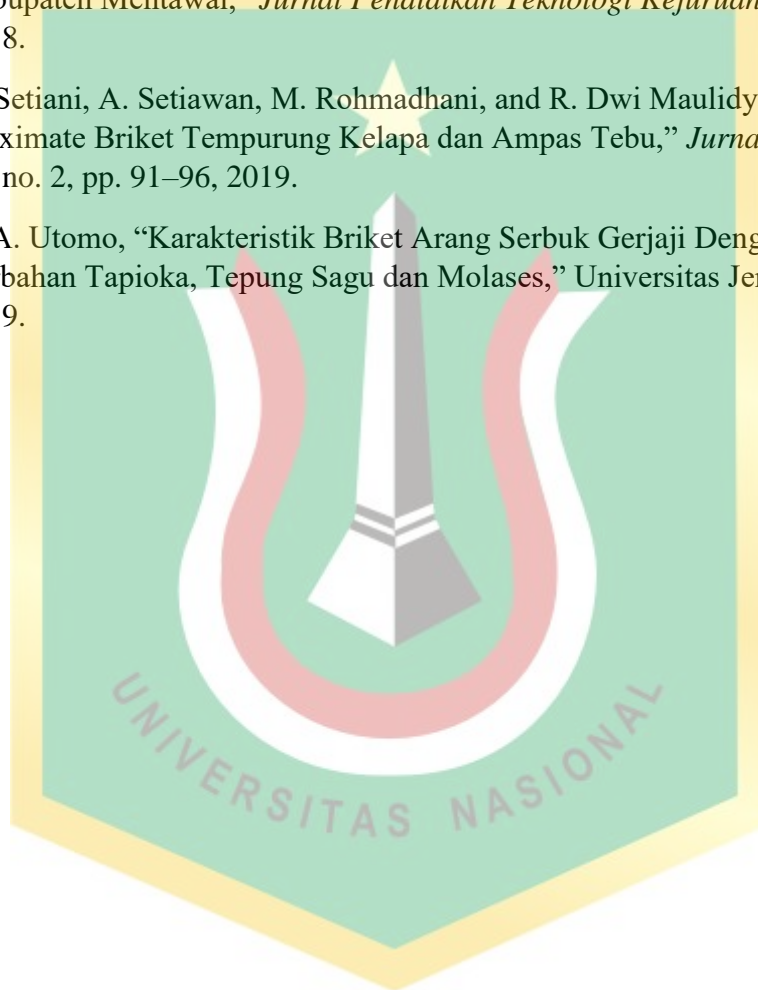 bupaten Mentawai,” Jurnal Pendidikan Teknologi Kejuruan
8.
Setiani, A. Setiawan, M. Rohmadhani, and R. Dwi Maulidy
ximate Briket Tempurung Kelapa dan Ampas Tebu,” Jurna
no. 2, pp. 91–96, 2019.
A. Utomo, “Karakteristik Briket Arang Serbuk Gerjaji Deng
bahan Tapioka, Tepung Sagu dan Molases,” Universitas Jer
9.
UNIVERSITAS NASIONAL